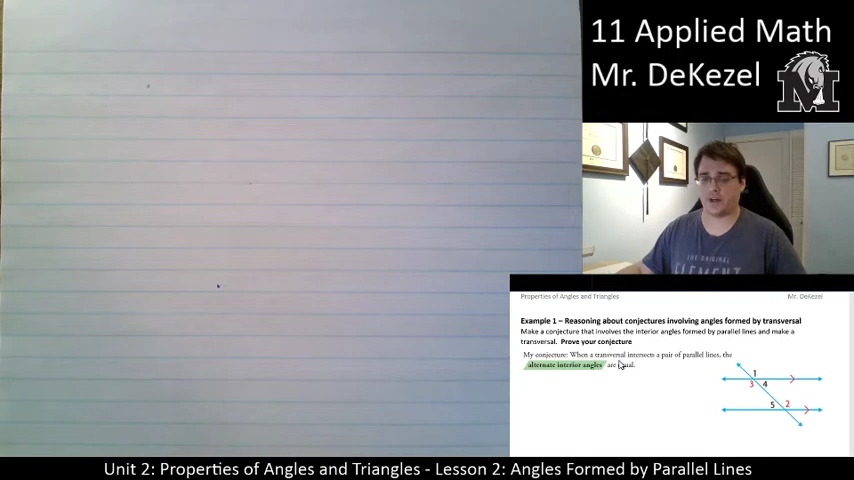 11 Applied Math
Mr. DeKezel
M
THE ORIGINAL
ELEMENT
Properties of Angles and Triangles
Mr. DeKezel
Example 1 – Reasoning about conjectures involving angles formed by transversal
Make a conjecture that involves the interior angles formed by parallel lines and make a
transversal. Prove your conjecture
My conjecture: When a transversal intersects a pair of parallel lines, the
alternate interior angles are equal.
1
3 4
5 2
Unit 2: Properties of Angles and Triangles - Lesson 2: Angles Formed by Parallel Lines